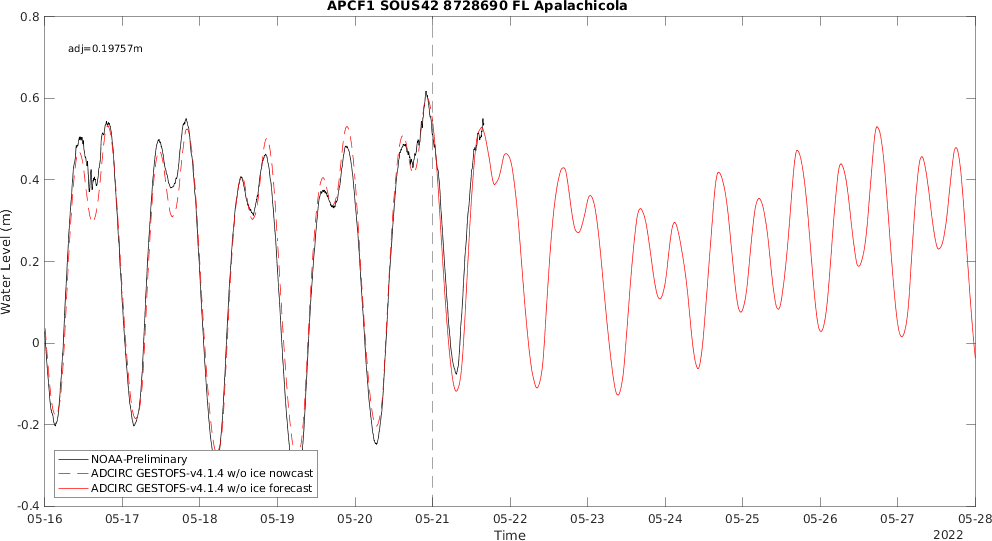 APCF1 SOUS42 8728690 FL Apalachicola
0.8
adj=0.19757m
0.6
0.4
Water Level (m)
0.2
0
-0.2
NOAA-Preliminary
ADCIRC GESTOFS-v4.1.4 w/o ice nowcast
ADCIRC GESTOFS-v4.1.4 w/o ice forecast
-0.4
05-16 05-17 05-18 05-19 05-20 05-21 05-22 05-23 05-24 05-25 05-26 05-27 05-28
Time
2022